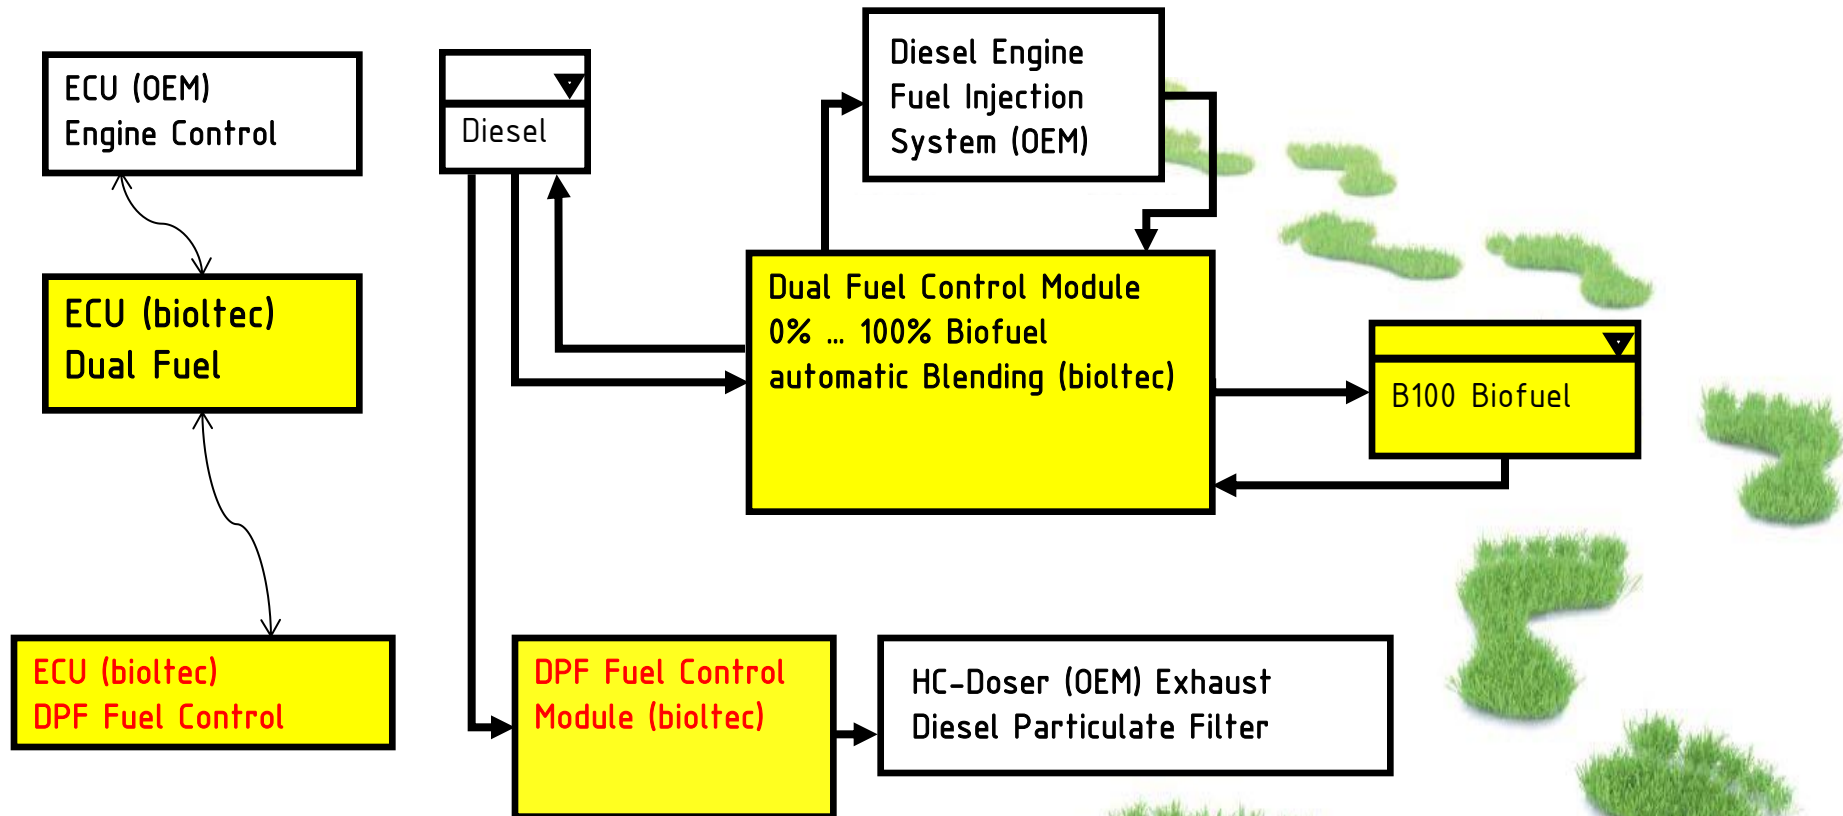 ECU (OEM)
Engine Control
Diesel
Diesel Engine
Fuel Injection
System (OEM)
ECU (bioltec)
Dual Fuel
Dual Fuel Control Module
0% ... 100% Biofuel
automatic Blending (bioltec)
B100 Biofuel
ECU (bioltec)
DPF Fuel Control
DPF Fuel Control
Module (bioltec)
HC-Doser (OEM) Exhaust
Diesel Particulate Filter